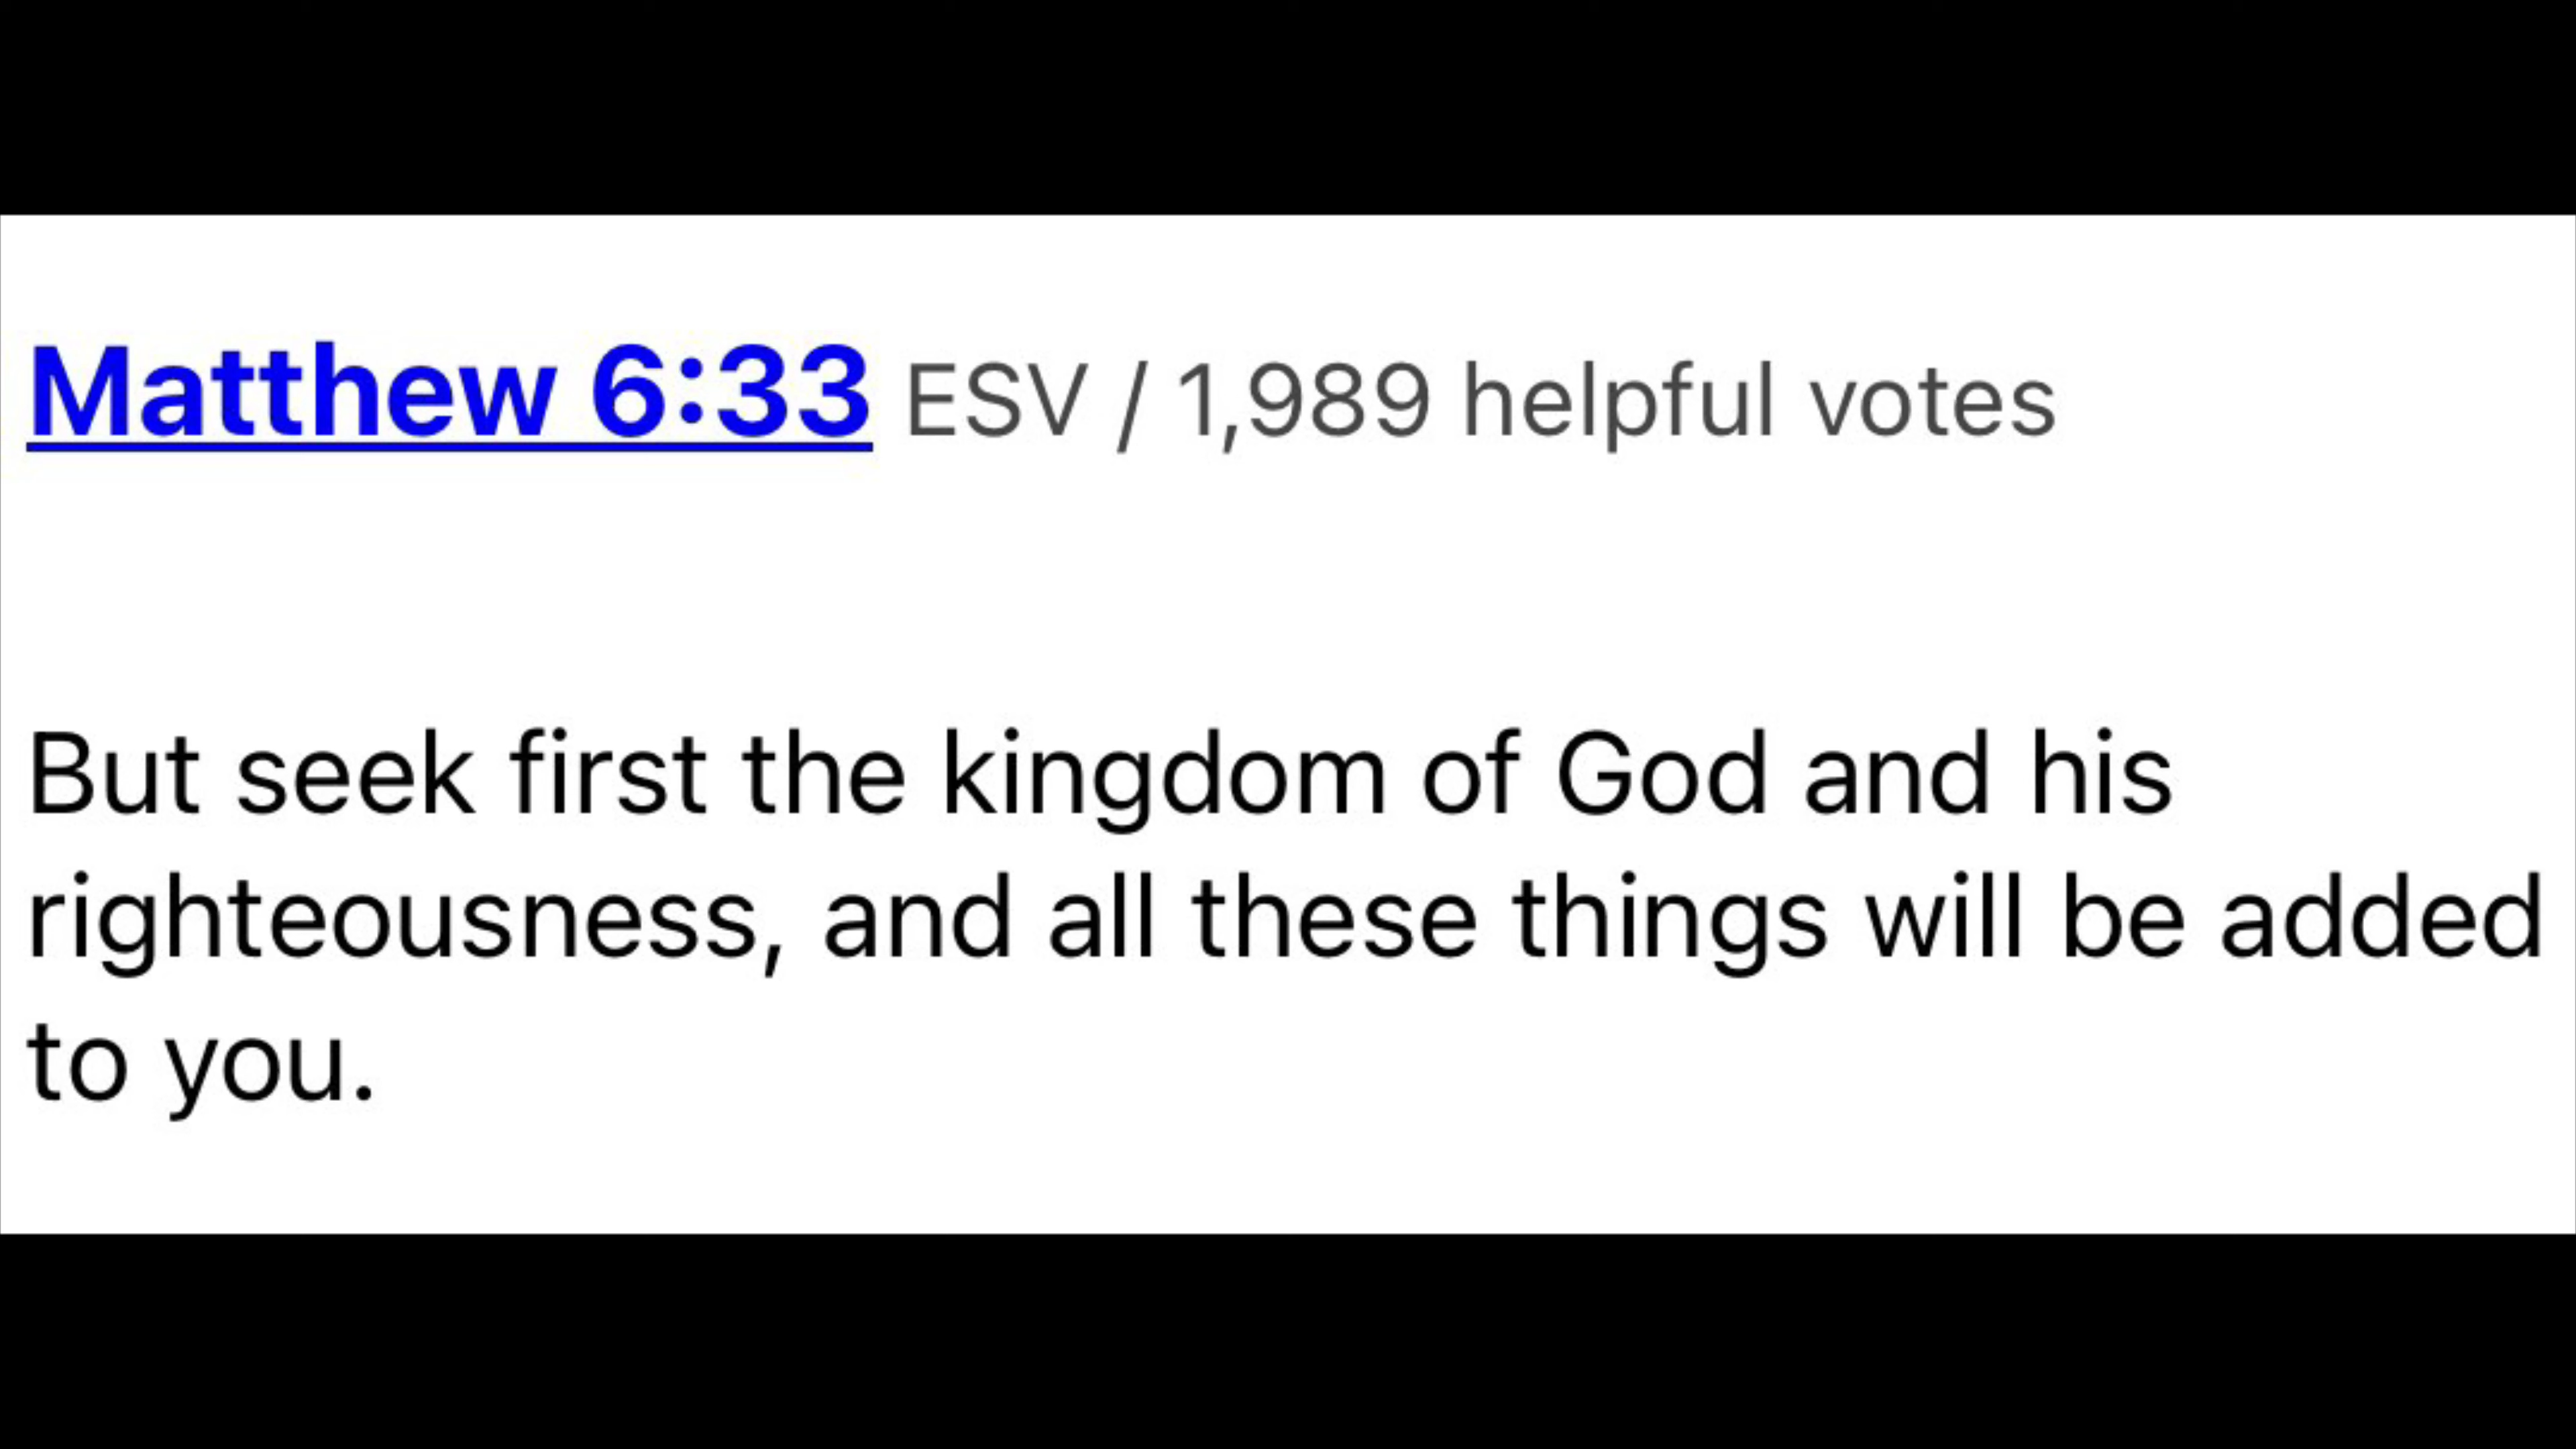 Matthew 6:33 ESV / 1,989 helpful votes
But seek first the kingdom of God and his
righteousness, and all these things will be added
to you.